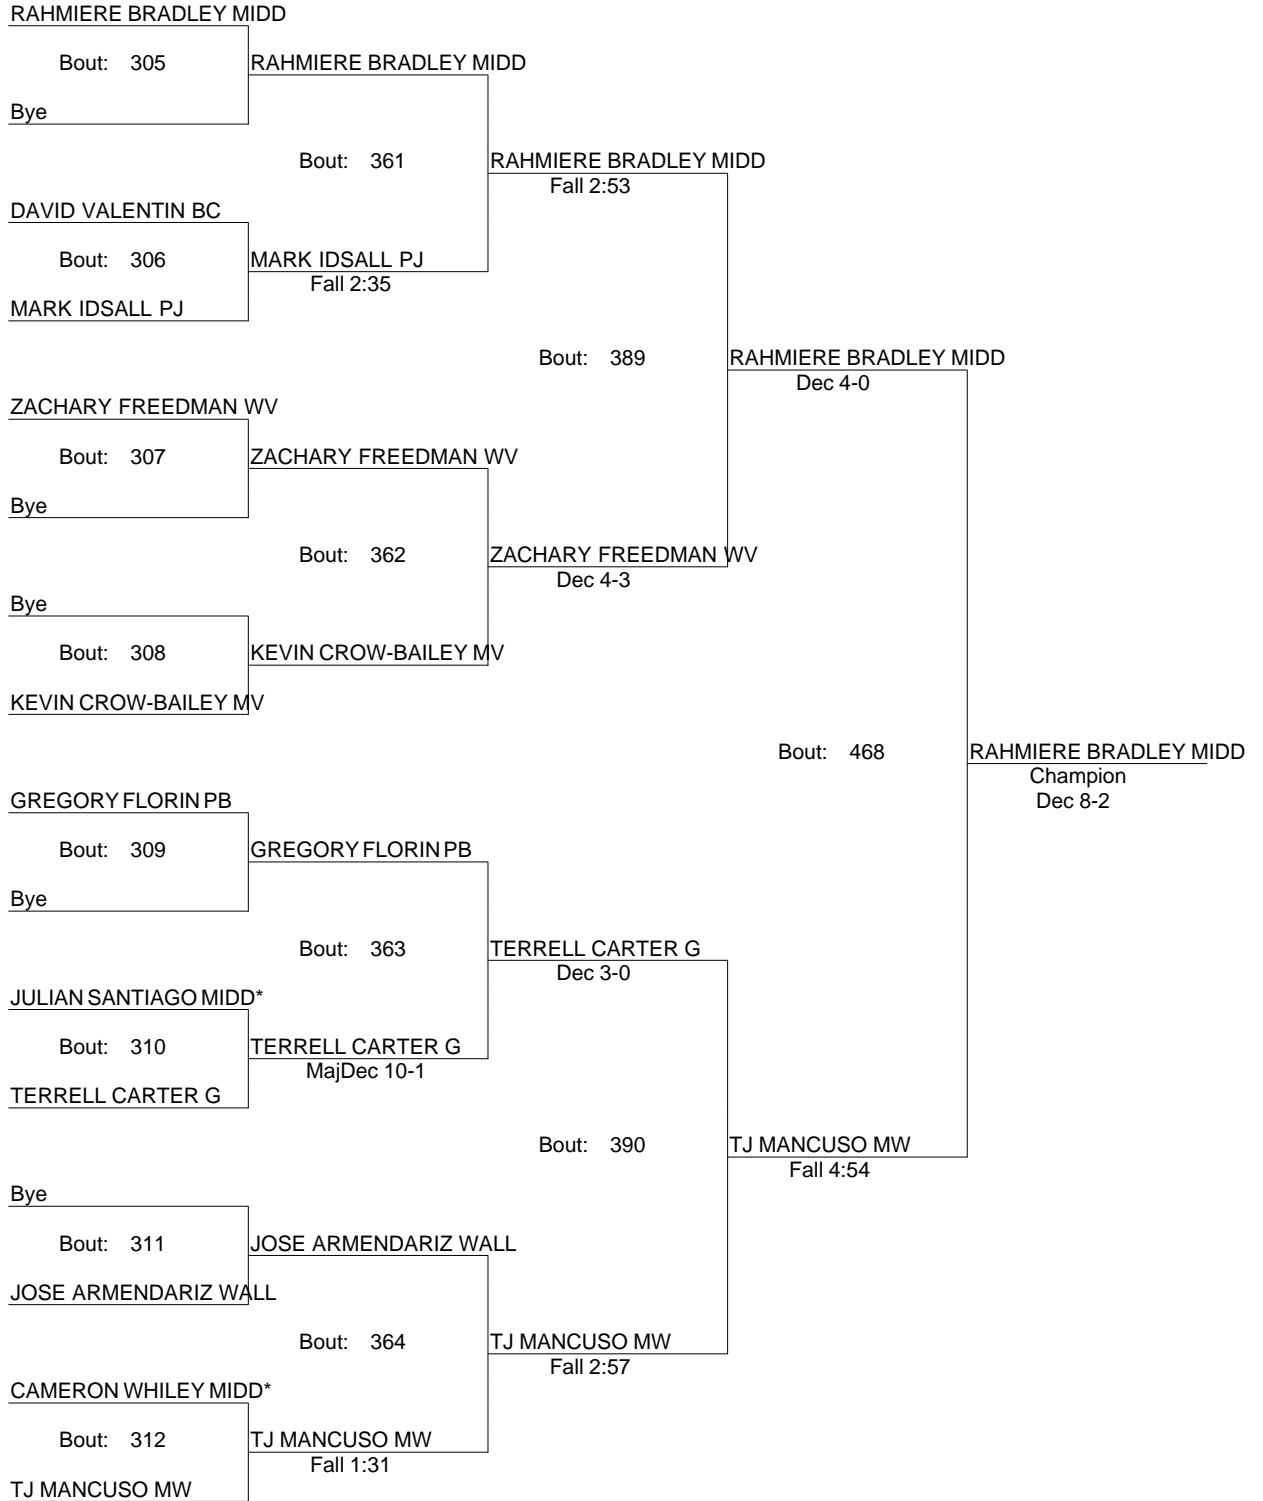 RAHMIERE BRADLEY MIDD
Bout: 305
RAHMIERE BRADLEY MIDD
Bye
Bout: 361
RAHMIERE BRADLEY MIDD
Fall 2:53
DAVID VALENTIN BC
Bout: 306
MARK IDSALL PJ
Fall 2:35
MARK IDSALL PJ
Bout: 389
RAHMIERE BRADLEY MIDD
Dec 4-0
ZACHARY FREEDMAN WV
Bout: 307
ZACHARY FREEDMAN WV
Bye
Bout: 362
ZACHARY FREEDMAN WV
Dec 4-3
Bye
Bout: 308
KEVIN CROW-BAILEY MV
KEVIN CROW-BAILEY MV
Bout: 468
RAHMIERE BRADLEY MIDD
Champion
Dec 8-2
GREGORY FLORIN PB
Bout: 309
GREGORY FLORIN PB
Bye
Bout: 363
TERRELL CARTER G
Dec 3-0
JULIAN SANTIAGO MIDD*
Bout: 310
TERRELL CARTER G
MajDec 10-1
TERRELL CARTER G
Bout: 390
TJ MANCUSO MW
Fall 4:54
Bye
Bout: 311
JOSE ARMENDARIZ WALL
JOSE ARMENDARIZ WALL
Bout: 364
TJ MANCUSO MW
Fall 2:57
CAMERON WHILEY MIDD*
Bout: 312
TJ MANCUSO MW
Fall 1:31
TJ MANCUSO MW